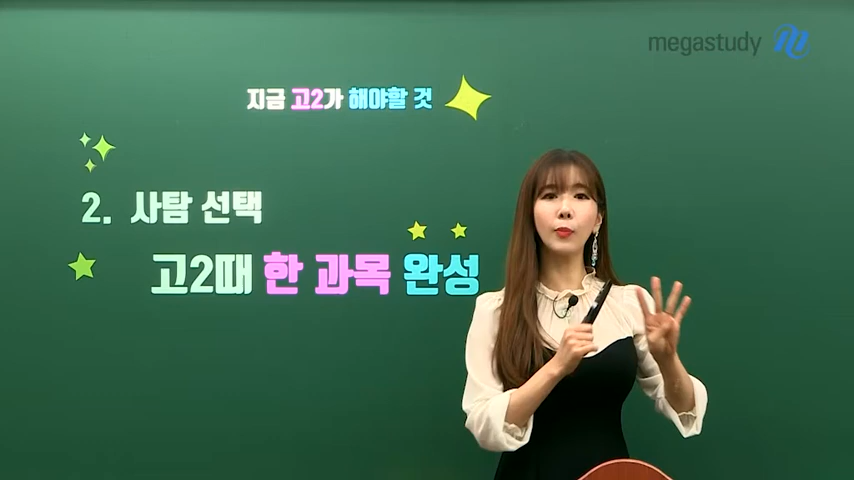 megastudy
지금 고2가 해야할 것
2. 사탐 선택
고2때 한 과목 완성